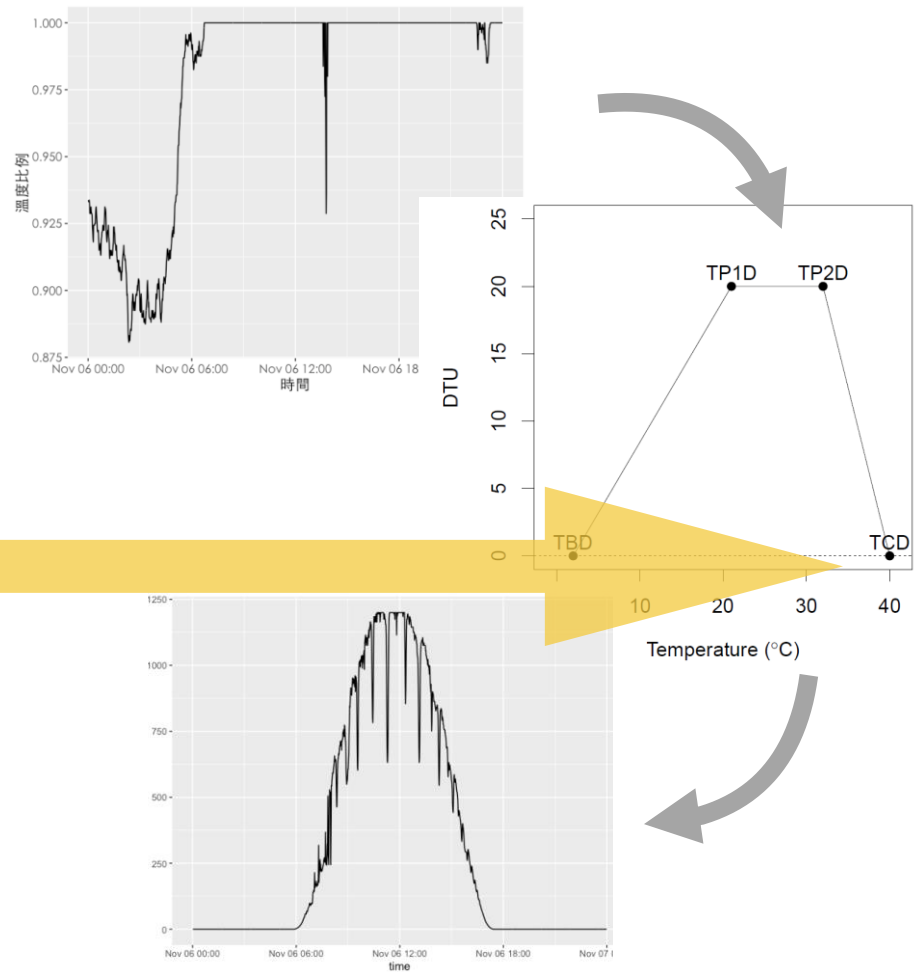 1.000
0.975
0.950
0.925
0.900
0.875
溫度比例
Nov 06 00:00 Nov 06 06:00 Nov 06 12:00 Nov 06 18
時間
25
20
15
10
5
0
DTU
TP1D TP2D
TBD TCD
10 20 30 40
Temperature (°C)
1250
1000
750
500
250
0
Nov 06 00:00 Nov 06 06:00 Nov 06 12:00 Nov 06 18:00 Nov 07
time